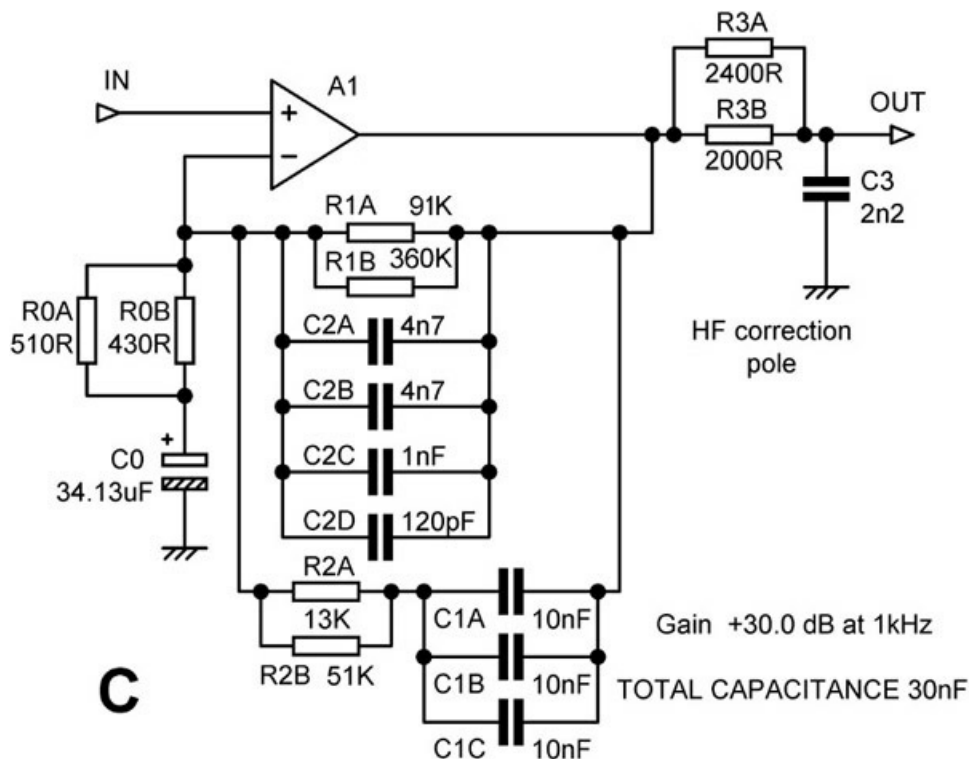 R3A
2400R
IN
A1
OUT
R3B
2000R
+
−
C3
2n2
R1A 91K
R1B 360K
R0A
510R
R0B
430R
HF correction
pole
C2A 4n7
C2B 4n7
+
C0
34.13uF
C2C 1nF
C2D 120pF
R2A
13K
C1A 10nF
Gain +30.0 dB at 1kHz
R2B 51K
C
C1B 10nF
TOTAL CAPACITANCE 30nF
C1C 10nF